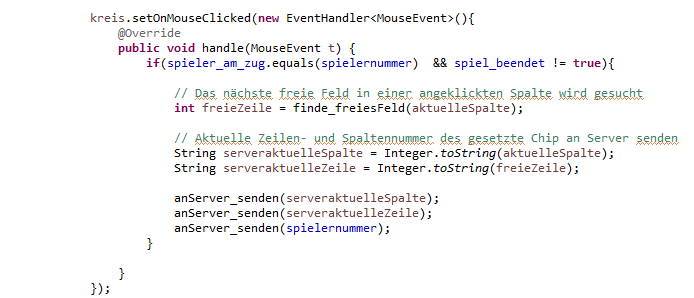 kreis.setOnMouseClicked(new EventHandler<MouseEvent>(){
@Override
public void handle(MouseEvent t) {
if(spieler_am_zug.equals(spielernummer)  && spiel_beendet != true){
// Das nächste freie Feld in einer angeklickten Spalte wird gesucht
int freieZeile = finde_freiesFeld(aktuelleSpalte);
// Aktuelle Zeilen- und Spaltennummer des gesetzte Chip an Server senden
String serveraktuelleSpalte = Integer.toString(aktuelleSpalte);
String serveraktuelleZeile = Integer.toString(freieZeile);
anServer_senden(serveraktuelleSpalte);
anServer_senden(serveraktuelleZeile);
anServer_senden(spielernummer);
}
}
});